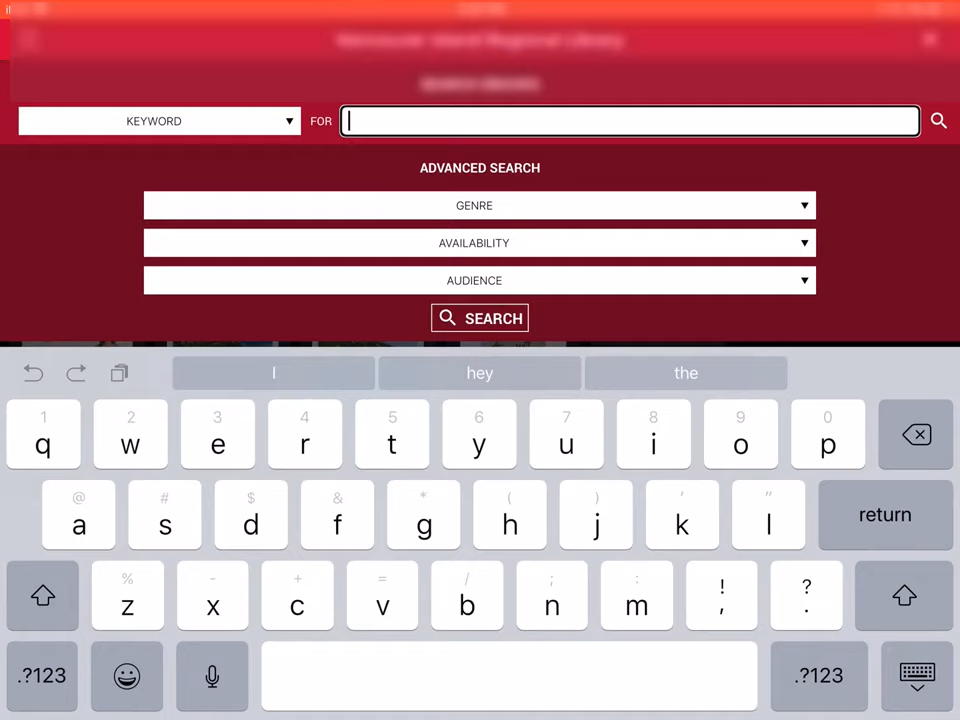 KEYWORD ▼ FOR
ADVANCED SEARCH
GENRE ▼
AVAILABILITY ▼
AUDIENCE ▼
SEARCH
I hey the
1 2 3 4 5 6 7 8 9 0
q w e r t y u i o p
@ # $ & * ( ) ' "
a s d f g h j k l return
% - + = / ; : ! ?
z x c v b n m , .
.?123 .?123